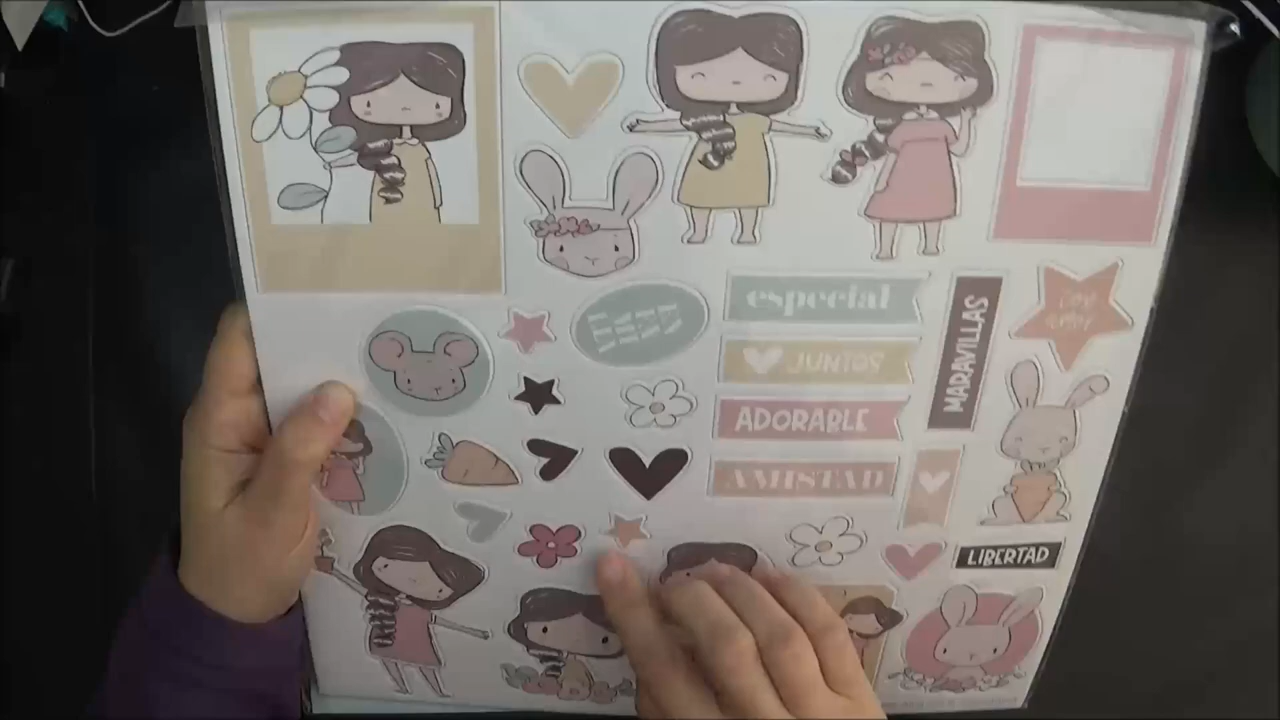 especial
JUNTOS
ADORABLE
AMISTAD
MARAVILLAS
LIBERTAD